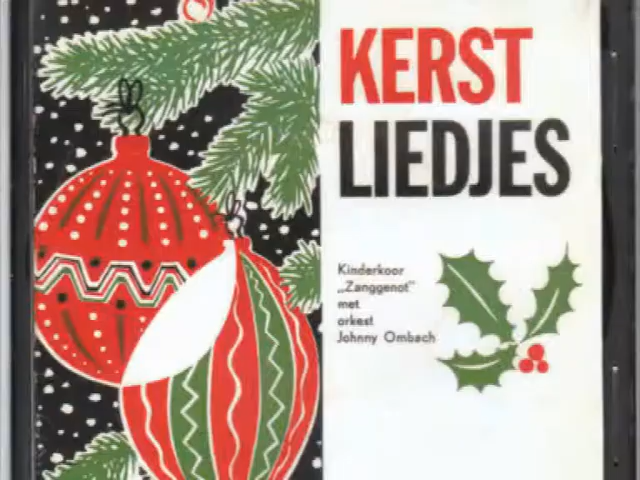 KERST
LIEDJES
Kinderkoor
„Zanggenot"
met
orkest
Johnny Ombach